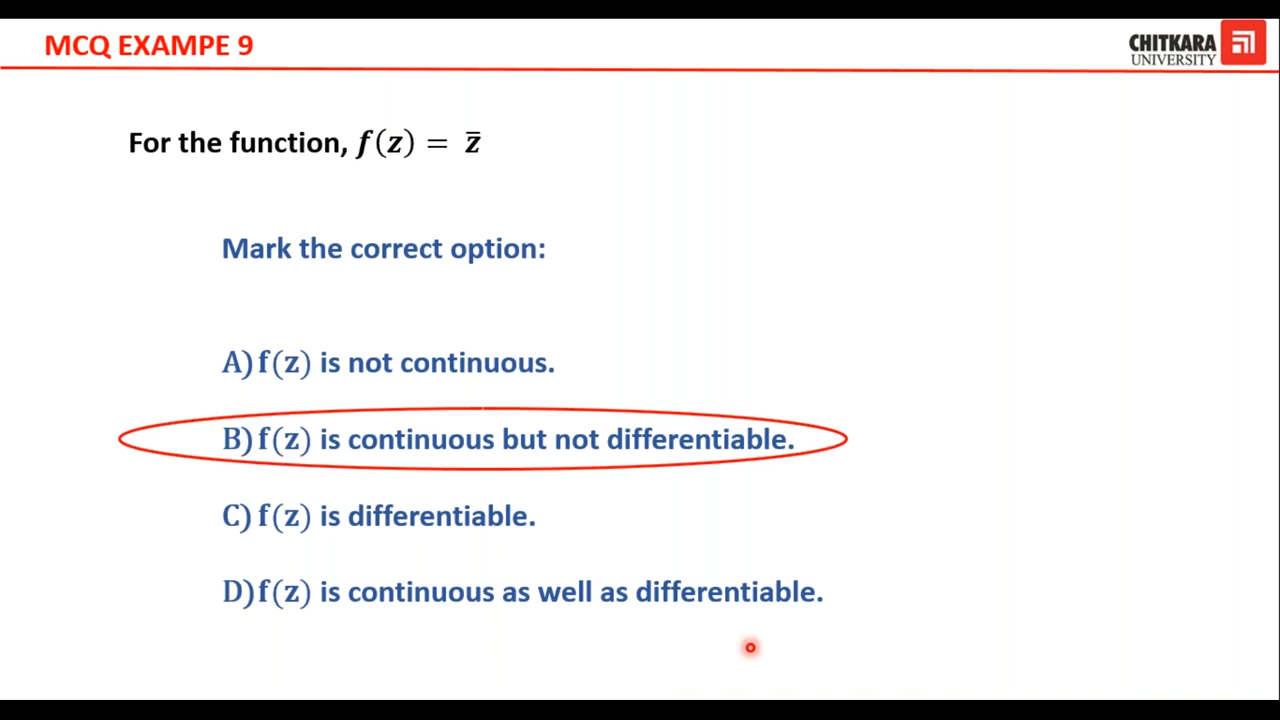 MCQ EXAMPE 9
CHITKARA
UNIVERSITY
For the function, f(z) = z̄
Mark the correct option:
A) f(z) is not continuous.
B) f(z) is continuous but not differentiable.
C) f(z) is differentiable.
D) f(z) is continuous as well as differentiable.